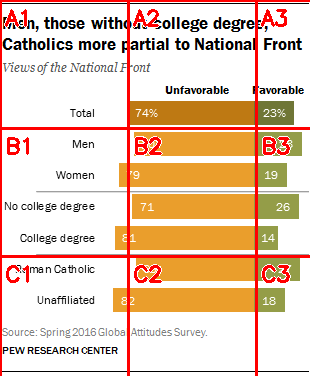 Men, those without college degree,
Catholics more partial to National Front
Views of the National Front
Unfavorable Favorable
Total 74% 23%
Men
Women 79 19
No college degree 71 26
College degree 81 14
Roman Catholic
Unaffiliated 82 18
Source: Spring 2016 Global Attitudes Survey.
PEW RESEARCH CENTER
A1 A2 A3
B1 B2 B3
C1 C2 C3